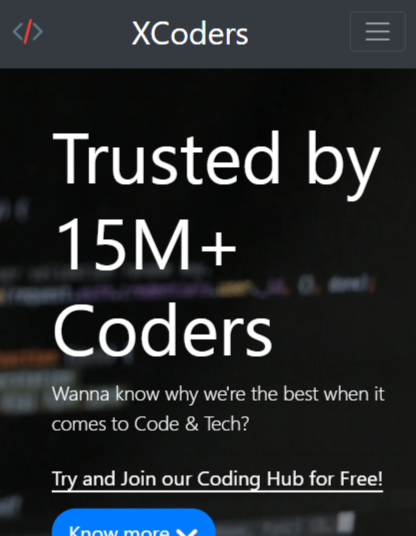 </> XCoders
Trusted by
15M+
Coders
Wanna know why we're the best when it
comes to Code & Tech?
Try and Join our Coding Hub for Free!
Know more